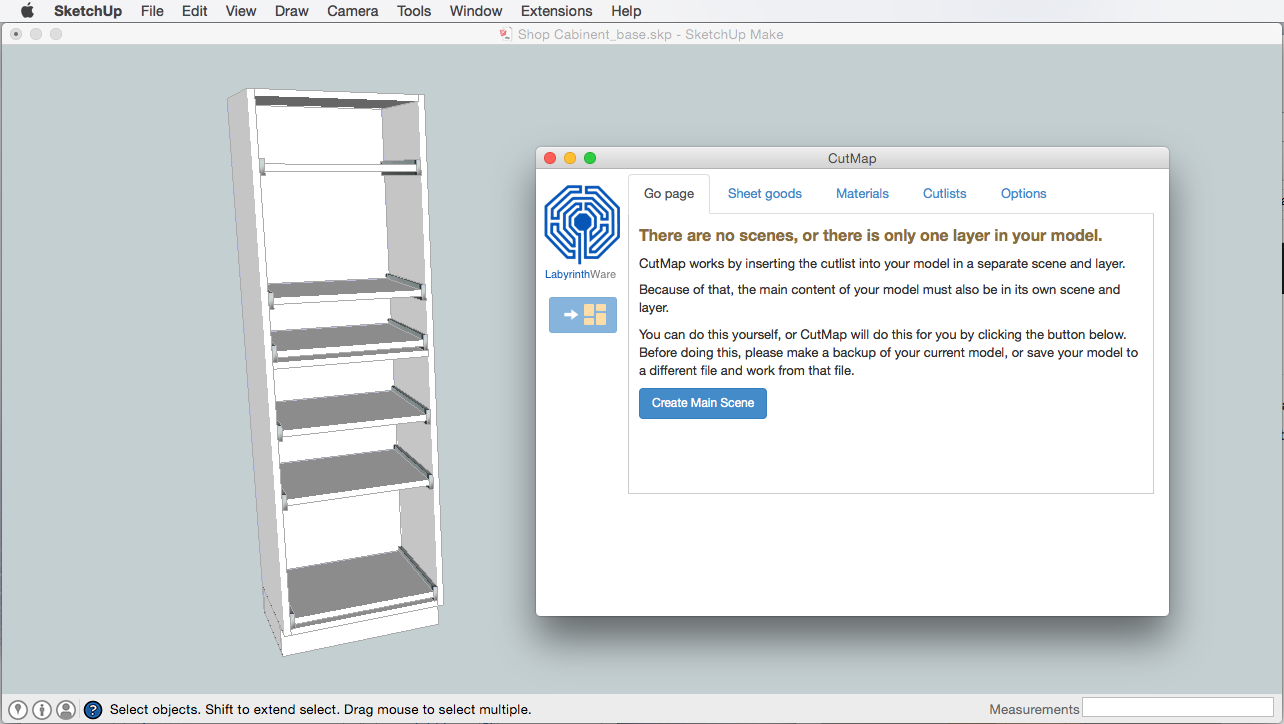 SketchUp File Edit View Draw Camera Tools Window Extensions Help
Shop Cabinent_base.skp - SketchUp Make
CutMap
Go page Sheet goods Materials Cutlists Options
LabyrinthWare
There are no scenes, or there is only one layer in your model.
CutMap works by inserting the cutlist into your model in a separate scene and layer.
Because of that, the main content of your model must also be in its own scene and
layer.
You can do this yourself, or CutMap will do this for you by clicking the button below.
Before doing this, please make a backup of your current model, or save your model to
a different file and work from that file.
Create Main Scene
? Select objects. Shift to extend select. Drag mouse to select multiple. Measurements